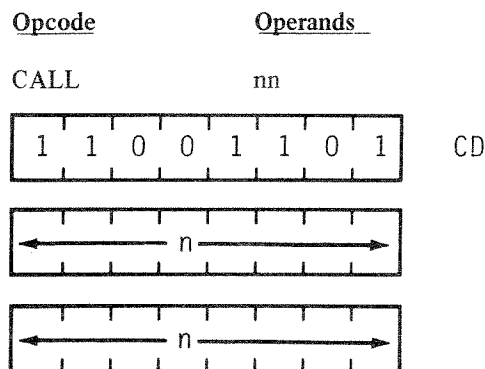 Opcode Operands
CALL nn
1 1 0 0 1 1 0 1 CD
n
n